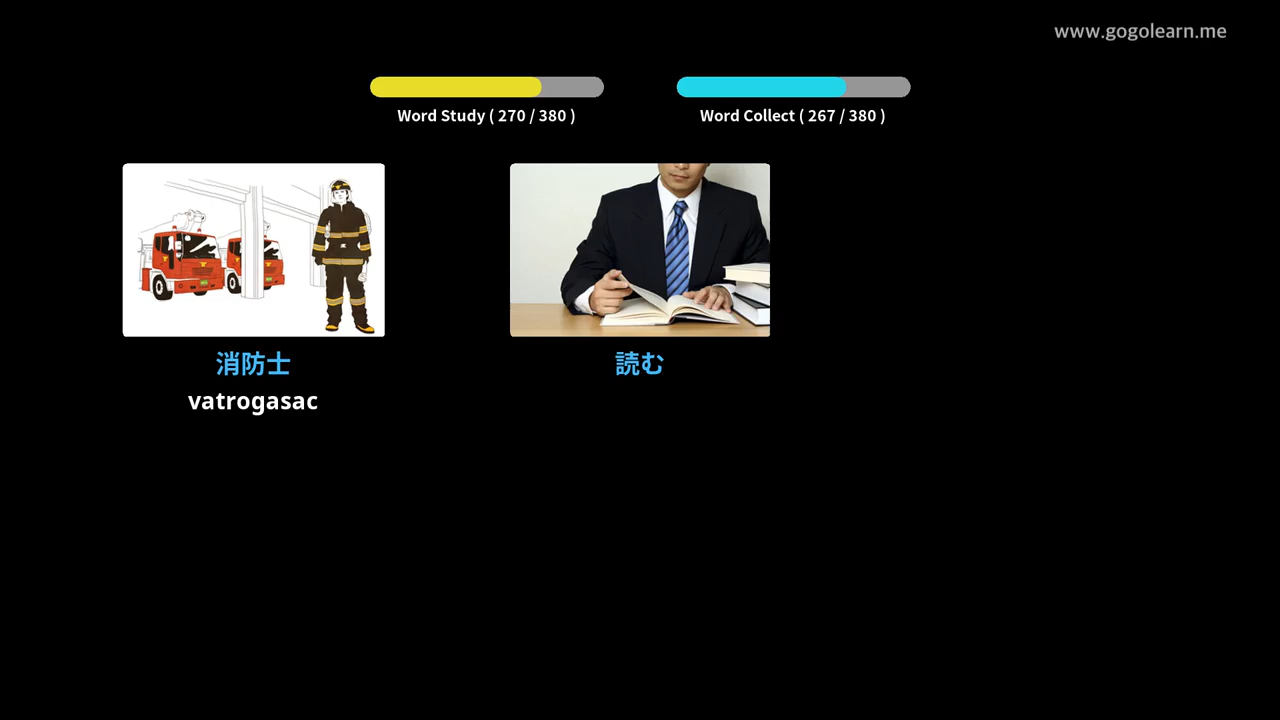 www.gogolearn.me
Word Study ( 270 / 380 )
Word Collect ( 267 / 380 )
消防士
vatrogasac
読む